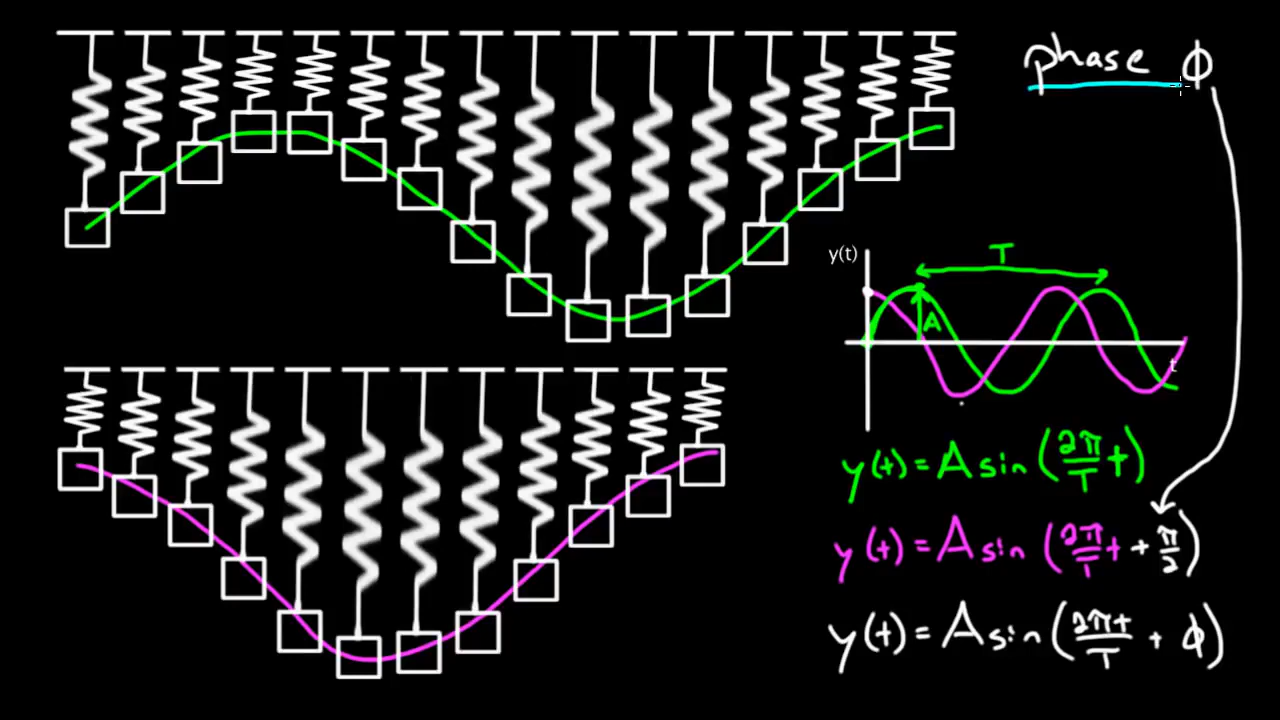 phase ϕ
y(t)
T
A
t
y(t) = A sin (2π/T t)
y(t) = A sin (2π/T t + π/2)
y(t) = A sin (2πt/T + ϕ)